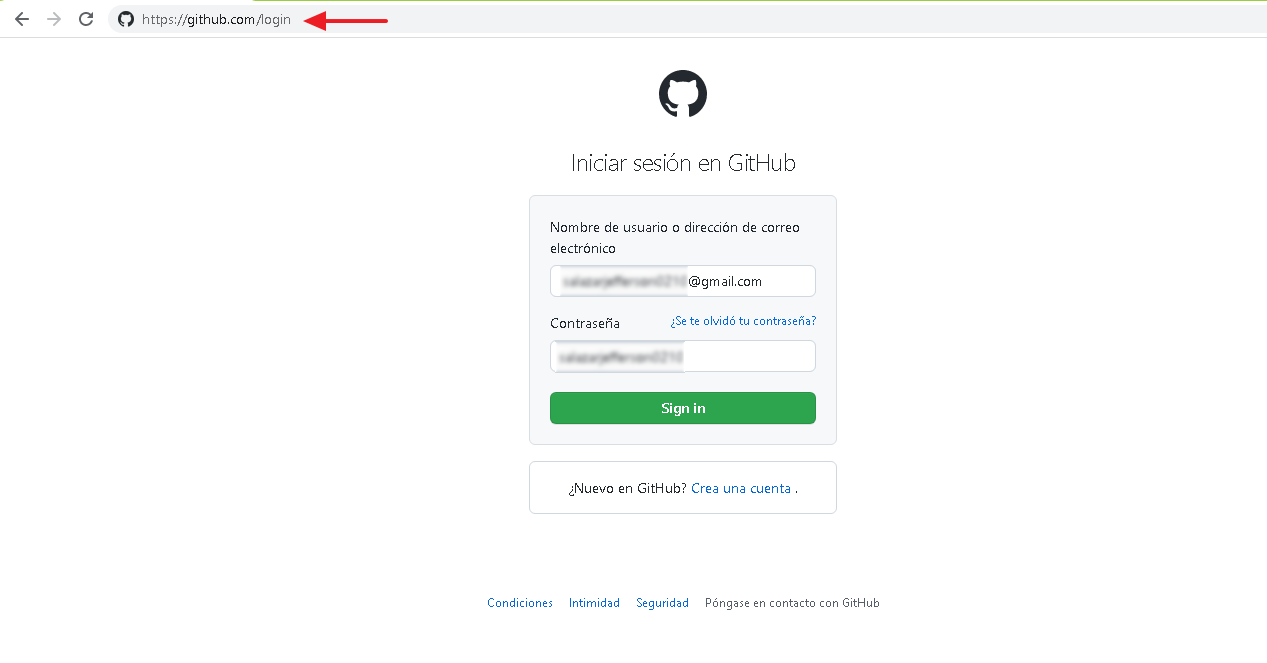 https://github.com/login
Iniciar sesión en GitHub
Nombre de usuario o dirección de correo
electrónico
@gmail.com
Contraseña ¿Se te olvidó tu contraseña?
Sign in
¿Nuevo en GitHub? Crea una cuenta .
Condiciones Intimidad Seguridad Póngase en contacto con GitHub